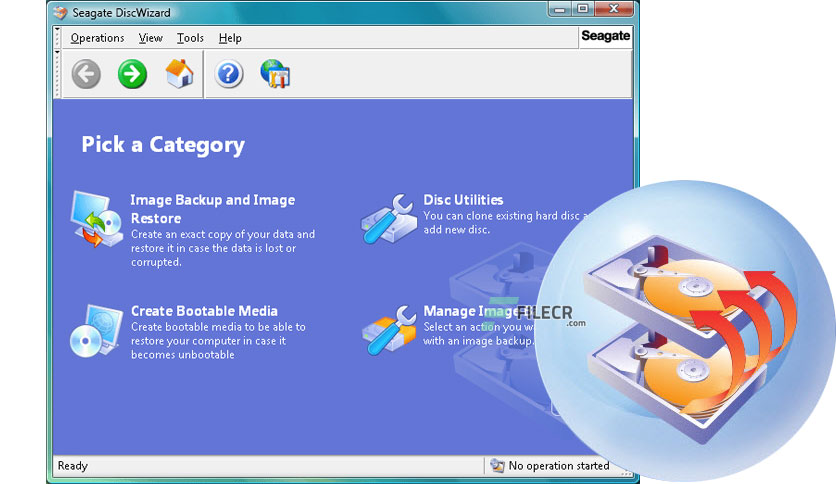 Seagate DiscWizard
Operations View Tools Help
Seagate
Pick a Category
Image Backup and Image
Restore
Create an exact copy of your data and
restore it in case the data is lost or
corrupted.
Disc Utilities
You can clone existing hard disc
add new disc.
Create Bootable Media
Create bootable media to be able to
restore your computer in case it
becomes unbootable
Manage Image
Select an action you
with an image backup.
FILECR
.com
Ready
No operation started